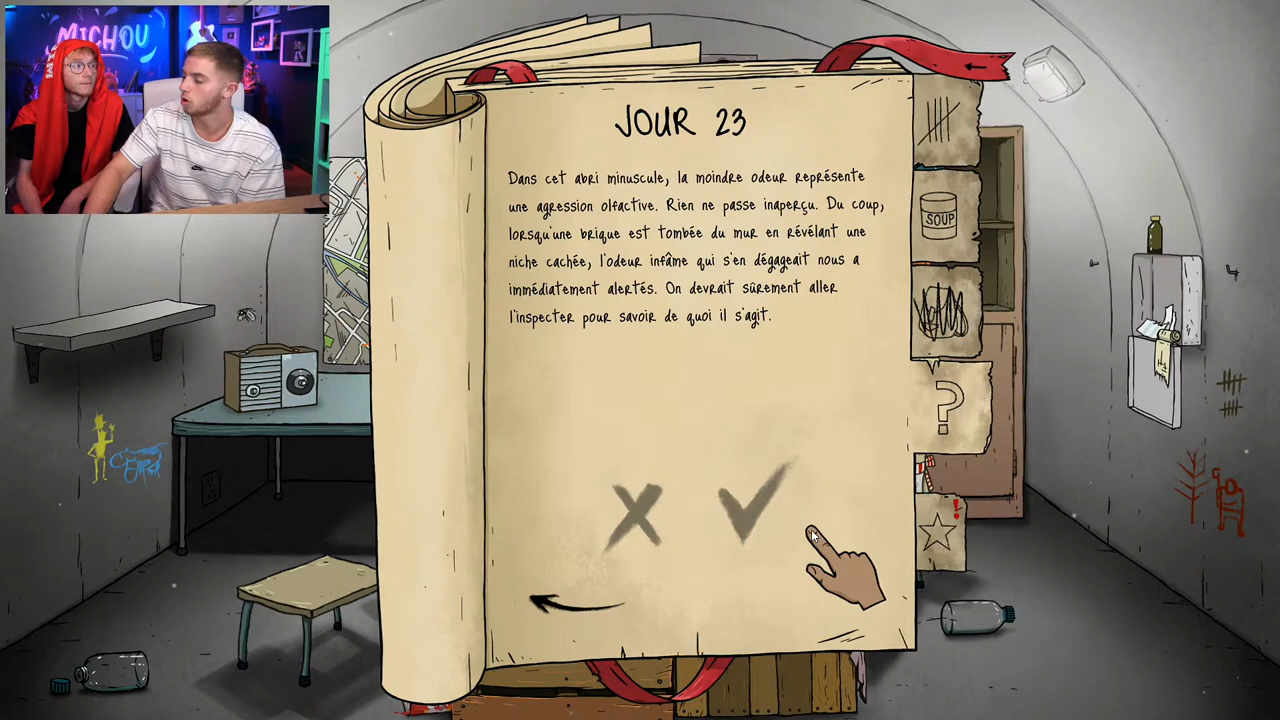 MICHOU
JOUR 23
Dans cet abri minuscule, la moindre odeur représente
une agression olfactive. Rien ne passe inaperçu. Du coup,
lorsqu'une brique est tombée du mur en révélant une
niche cachée, l'odeur infâme qui s'en dégageait nous a
immédiatement alertés. On devrait sûrement aller
l'inspecter pour savoir de quoi il s'agit.
SOUP
?
!